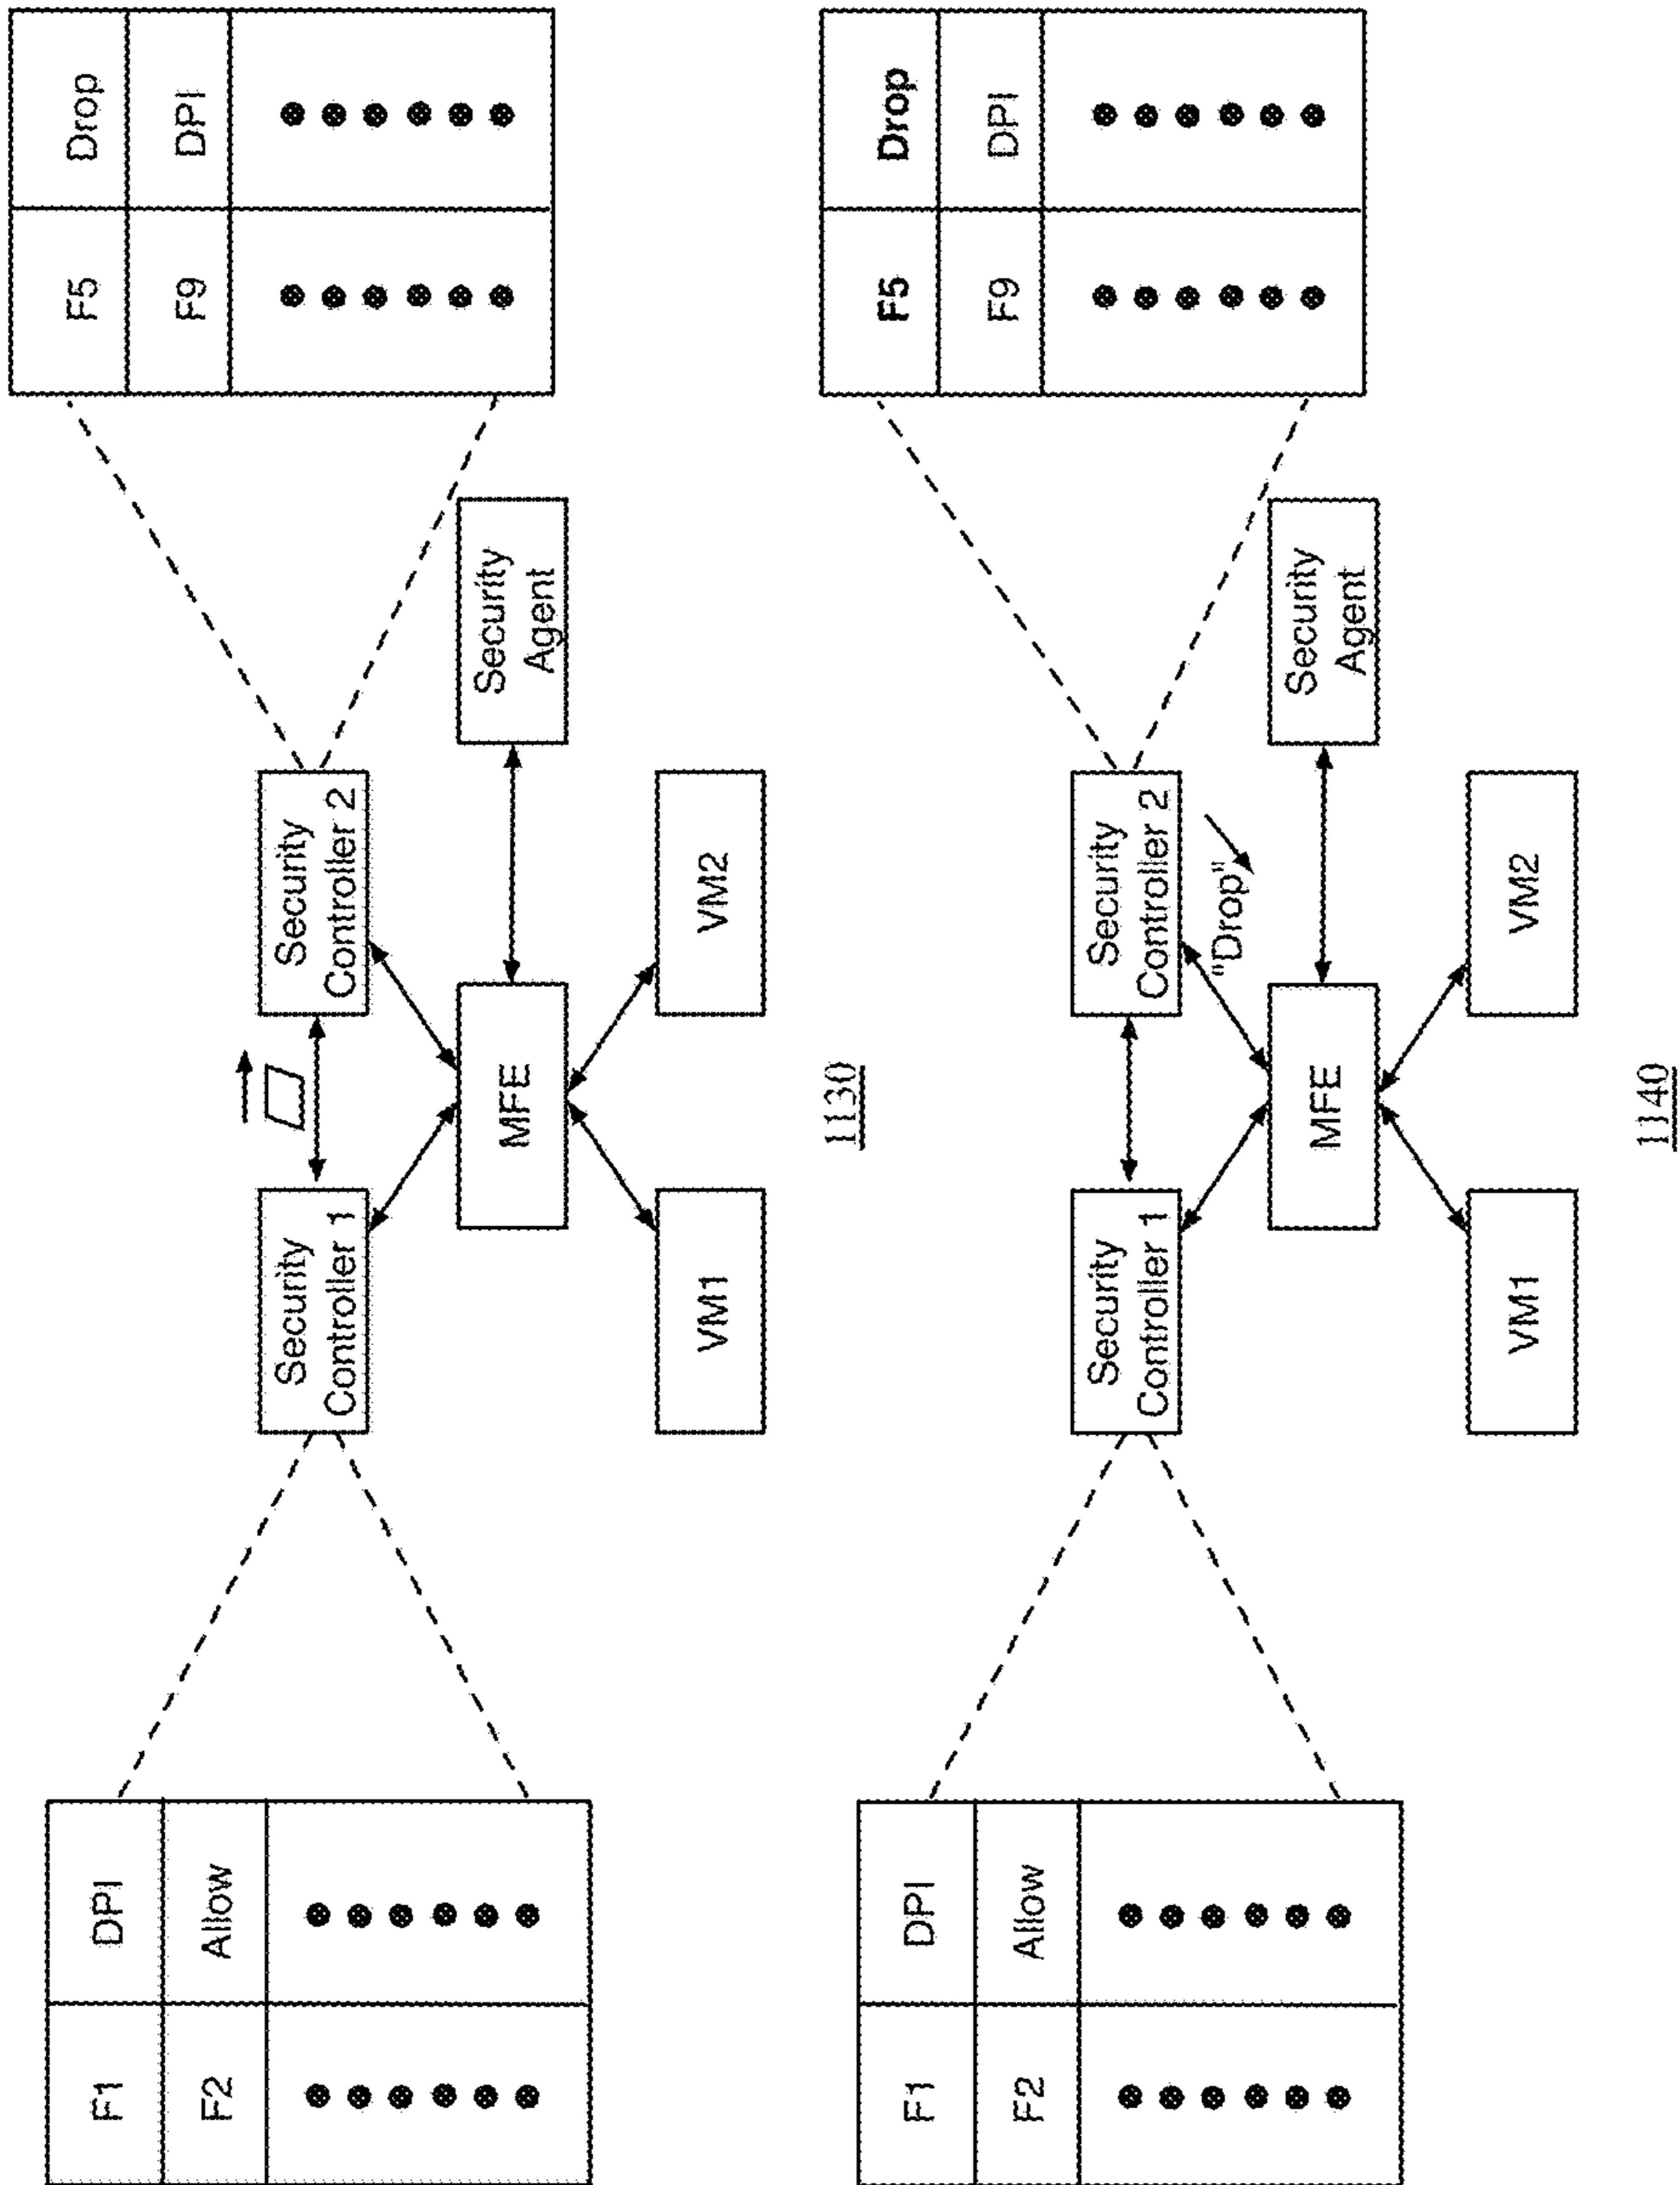 F1 DPI
F2 Allow
Security
Controller 1
Security
Controller 2
F5 Drop
F9 DPI
MFE
Security
Agent
VM1
VM2
1130
F1 DPI
F2 Allow
Security
Controller 1
Security
Controller 2
"Drop"
F5 Drop
F9 DPI
MFE
Security
Agent
VM1
VM2
1140